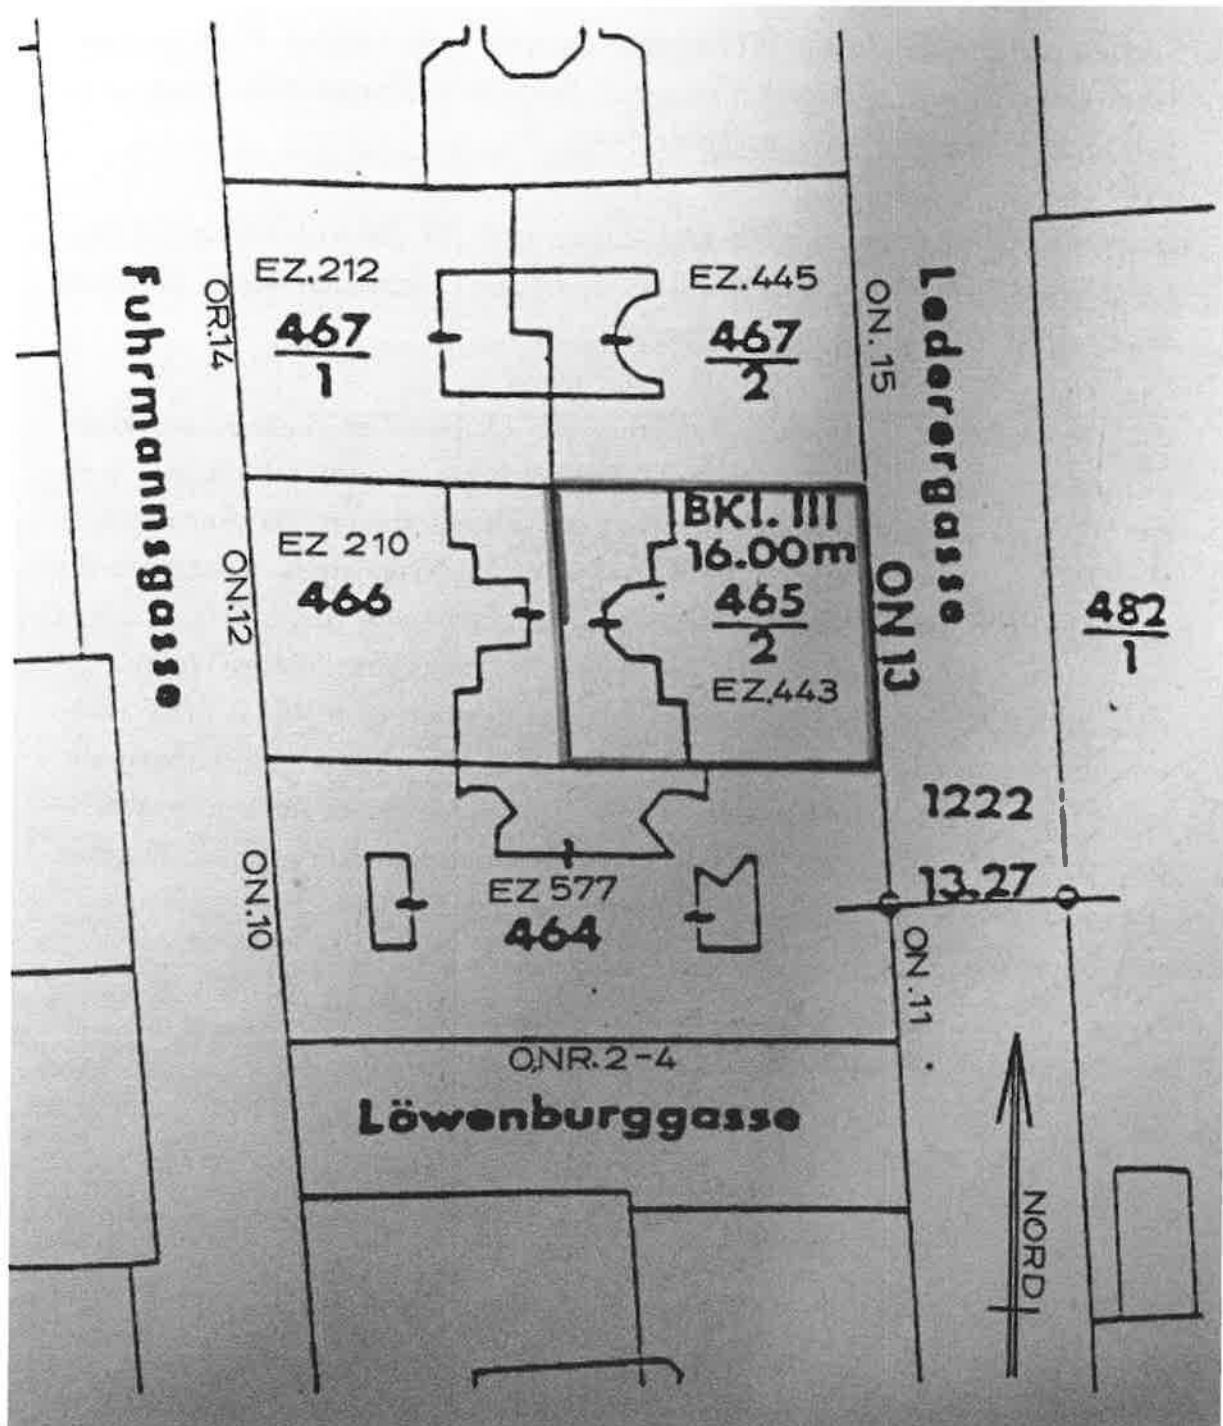 EZ.212
467
1
EZ.445
467
2
OR.14
ON.15
Fuhrmannsgasse
Lederergasse
EZ 210
466
ON.12
BKl. III
16.00m
465
2
EZ.443
ON 13
482
1
1222
13.27
EZ 577
464
ON.10
ON.11
O,NR.2-4
Löwenburggasse
NORD